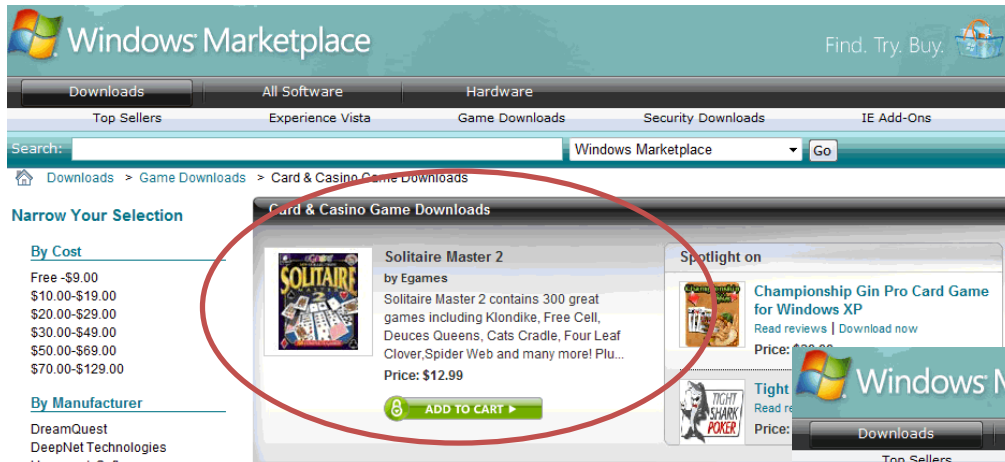 Windows Marketplace
Find. Try. Buy.
Downloads All Software Hardware
Top Sellers Experience Vista Game Downloads Security Downloads IE Add-Ons
Search: Windows Marketplace Go
Downloads > Game Downloads > Card & Casino Game Downloads
Narrow Your Selection
By Cost
Free -$9.00
$10.00-$19.00
$20.00-$29.00
$30.00-$49.00
$50.00-$69.00
$70.00-$129.00
By Manufacturer
DreamQuest
DeepNet Technologies
Card & Casino Game Downloads
SOLITAIRE
MASTER
2
Solitaire Master 2
by Egames
Solitaire Master 2 contains 300 great
games including Klondike, Free Cell,
Deuces Queens, Cats Cradle, Four Leaf
Clover,Spider Web and many more! Plu...
Price: $12.99
ADD TO CART
Spotlight on
Championship Gin Pro Card Game
for Windows XP
Read reviews | Download now
Price:
TIGHT
SHARK
POKER
Tight
Read re
Price:
Windows M
Downloads
Top Sellers